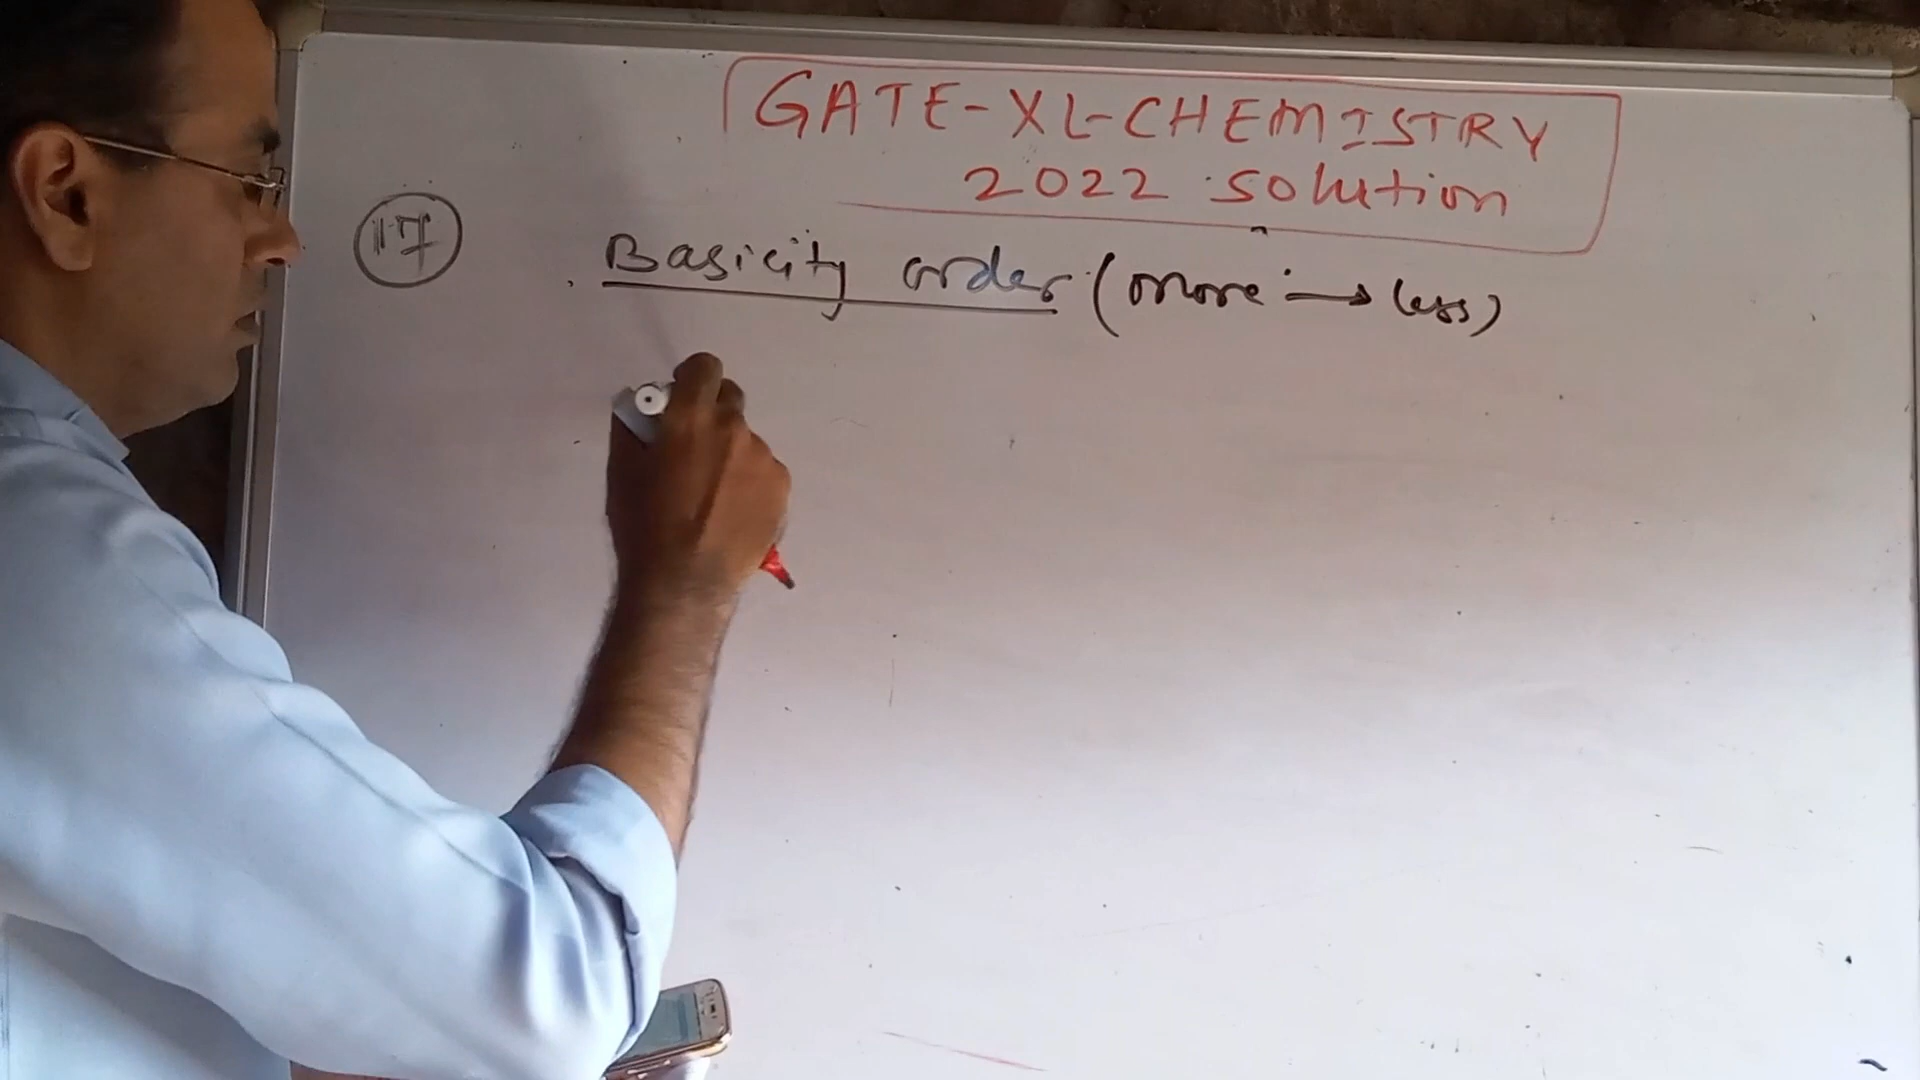 GATE-XL-CHEMISTRY
2022 solution
17
Basicity order (more → less)